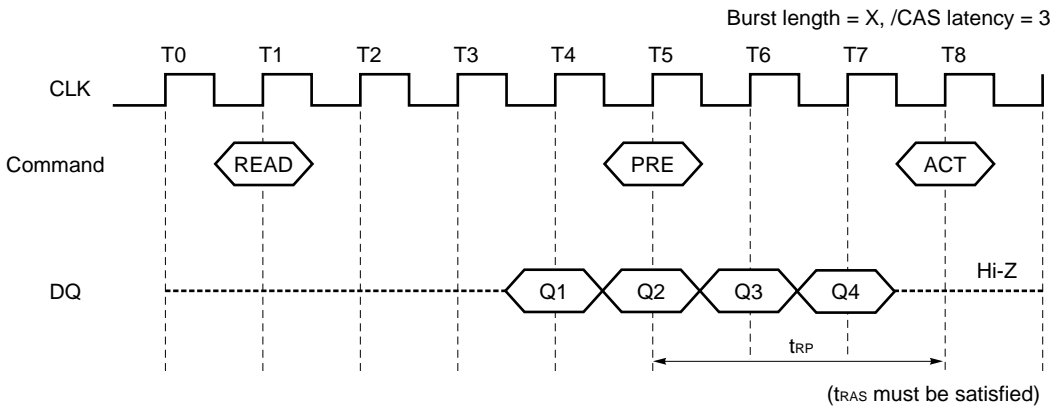 Burst length = X, /CAS latency = 3
T0 T1 T2 T3 T4 T5 T6 T7 T8
CLK
Command READ PRE ACT
Hi-Z
DQ Q1 Q2 Q3 Q4
tRP
(tRAS must be satisfied)